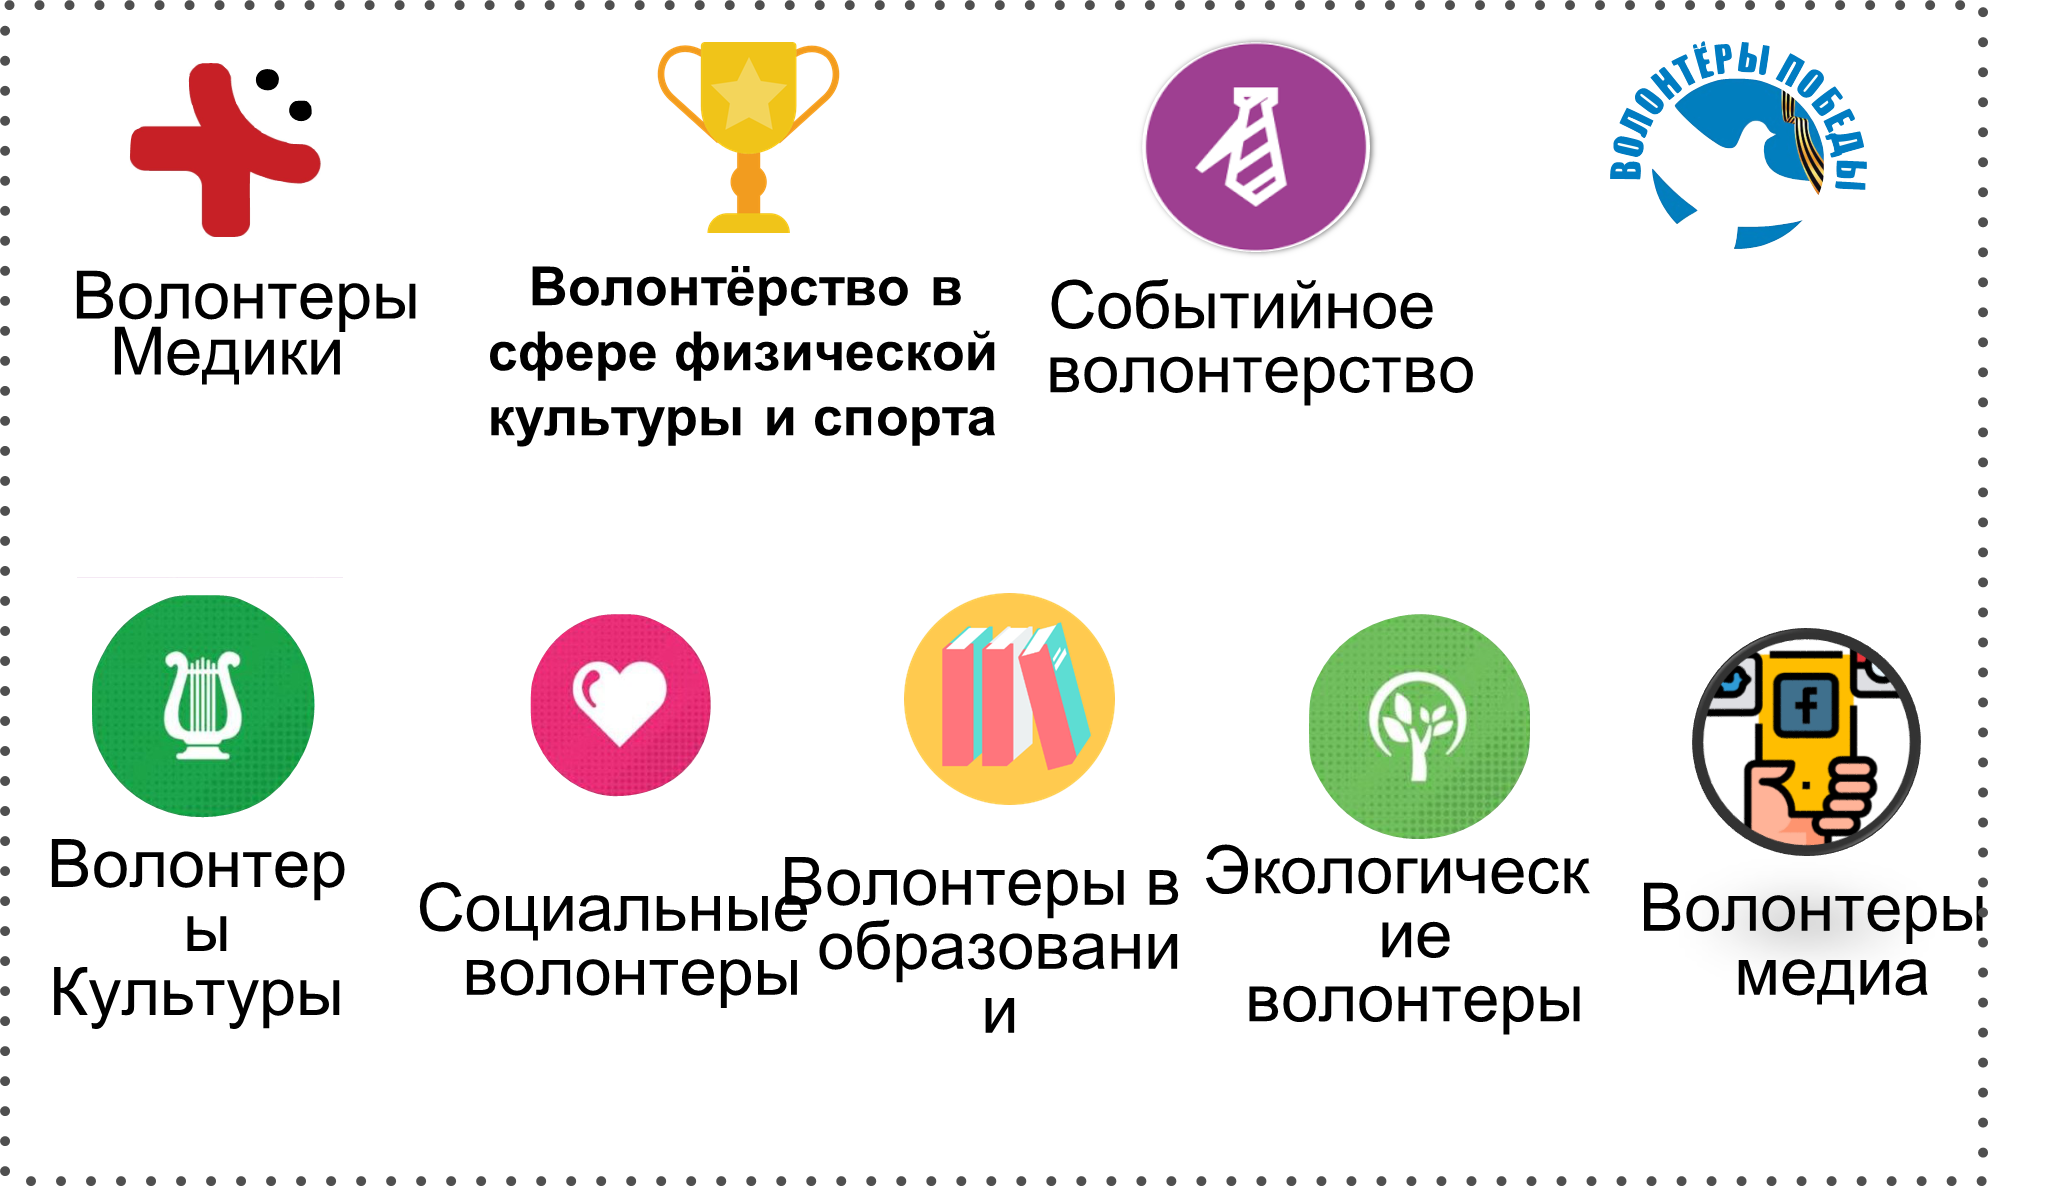 ВОЛОНТЁРЫ ПОБЕДЫ
Волонтеры
Медики
Волонтёрство в
сфере физической
культуры и спорта
Событийное
волонтерство
Волонтер
ы
Культуры
Социальные
волонтеры
Волонтеры в
образовани
и
Экологическ
ие
волонтеры
Волонтеры
медиа